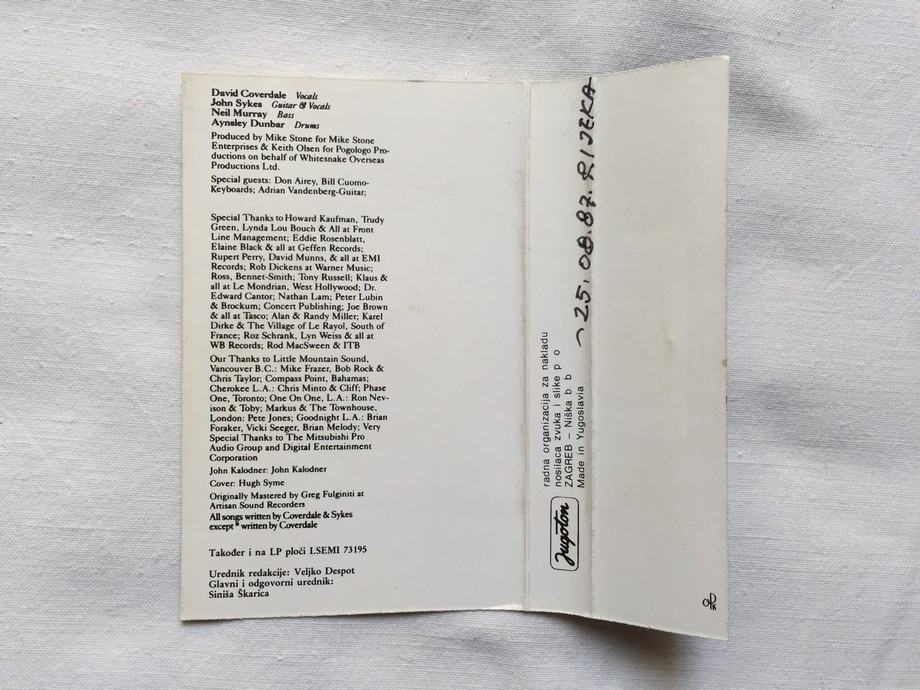 David Coverdale Vocals
John Sykes Guitar & Vocals
Neil Murray Bass
Aynsley Dunbar Drums
Produced by Mike Stone for Mike Stone
Enterprises & Keith Olsen for Pogologo Pro-
ductions on behalf of Whitesnake Overseas
Productions Ltd.
Special guests: Don Airey, Bill Cuomo-
Keyboards; Adrian Vandenberg-Guitar;
Special Thanks to Howard Kaufman, Trudy
Green, Lynda Lou Bouch & All at Front
Line Management; Eddie Rosenblatt,
Elaine Black & all at Geffen Records;
Rupert Perry, David Munns, & all at EMI
Records; Rob Dickens at Warner Music;
Ross, Bennet-Smith; Tony Russell; Klaus &
all at Le Mondrian, West Hollywood; Dr.
Edward Cantor; Nathan Lam; Peter Lubin
& Brockum; Concert Publishing; Joe Brown
& all at Tasco; Alan & Randy Miller; Karel
Dirke & The Village of Le Rayol, South of
France; Roz Schrank, Lyn Weiss & all at
WB Records; Rod MacSween & ITB
Our Thanks to Little Mountain Sound,
Vancouver B.C.: Mike Frazer, Bob Rock &
Chris Taylor; Compass Point, Bahamas;
Cherokee L.A.: Chris Minto & Cliff; Phase
One, Toronto; One On One, L.A.: Ron Nev-
ison & Toby; Markus & The Townhouse,
London: Pete Jones; Goodnight L.A.: Brian
Foraker, Vicki Seeger, Brian Melody; Very
Special Thanks to The Mitsubishi Pro
Audio Group and Digital Entertainment
Corporation
John Kalodner: John Kalodner
Cover: Hugh Syme
Originally Mastered by Greg Fulginiti at
Artisan Sound Recorders
All songs written by Coverdale & Sykes
except * written by Coverdale
Također i na LP ploči LSEMI 73195
Urednik redakcije: Veljko Despot
Glavni i odgovorni urednik:
Siniša Škarica
Jugoton
radna organizacija za nakladu
nosilaca zvuka i slike p o
ZAGREB – Niška b b
Made in Yugoslavia
25. 08. 87. RIJEKA